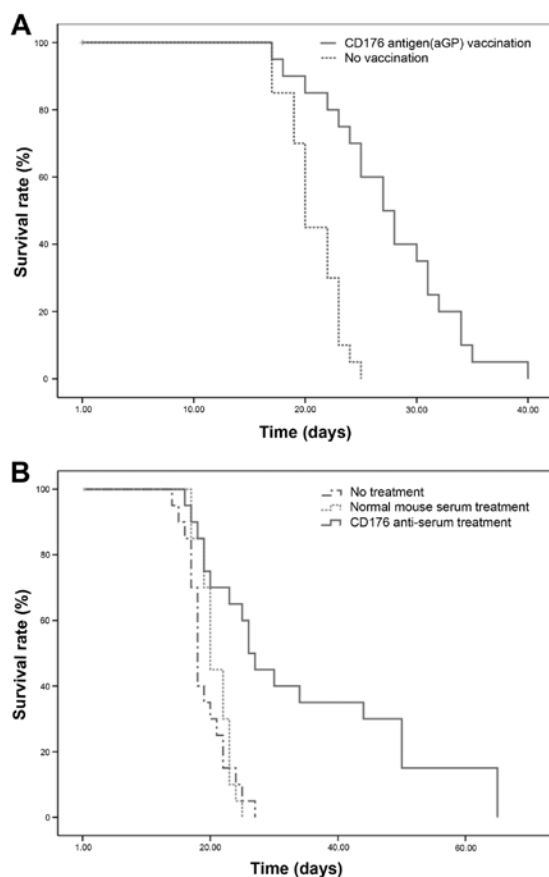 A
CD176 antigen(aGP) vaccination
No vaccination
Survival rate (%)
100
80
60
40
20
0
1.00 10.00 20.00 30.00 40.00
Time (days)
B
No treatment
Normal mouse serum treatment
CD176 anti-serum treatment
Survival rate (%)
100
80
60
40
20
0
1.00 20.00 40.00 60.00
Time (days)